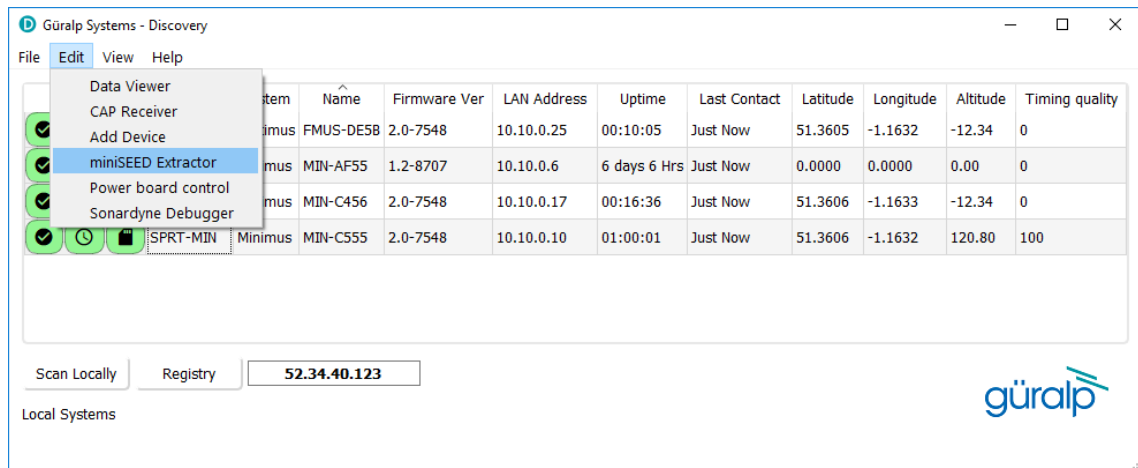 Güralp Systems - Discovery
File Edit View Help
Data Viewer
CAP Receiver
Add Device
miniSEED Extractor
Power board control
Sonardyne Debugger
stem Name Firmware Ver LAN Address Uptime Last Contact Latitude Longitude Altitude Timing quality
imus FMUS-DE5B 2.0-7548 10.10.0.25 00:10:05 Just Now 51.3605 -1.1632 -12.34 0
mus MIN-AF55 1.2-8707 10.10.0.6 6 days 6 Hrs Just Now 0.0000 0.0000 0.00 0
mus MIN-C456 2.0-7548 10.10.0.17 00:16:36 Just Now 51.3606 -1.1633 -12.34 0
SPRT-MIN Minimus MIN-C555 2.0-7548 10.10.0.10 01:00:01 Just Now 51.3606 -1.1632 120.80 100
Scan Locally Registry 52.34.40.123
Local Systems
güralp